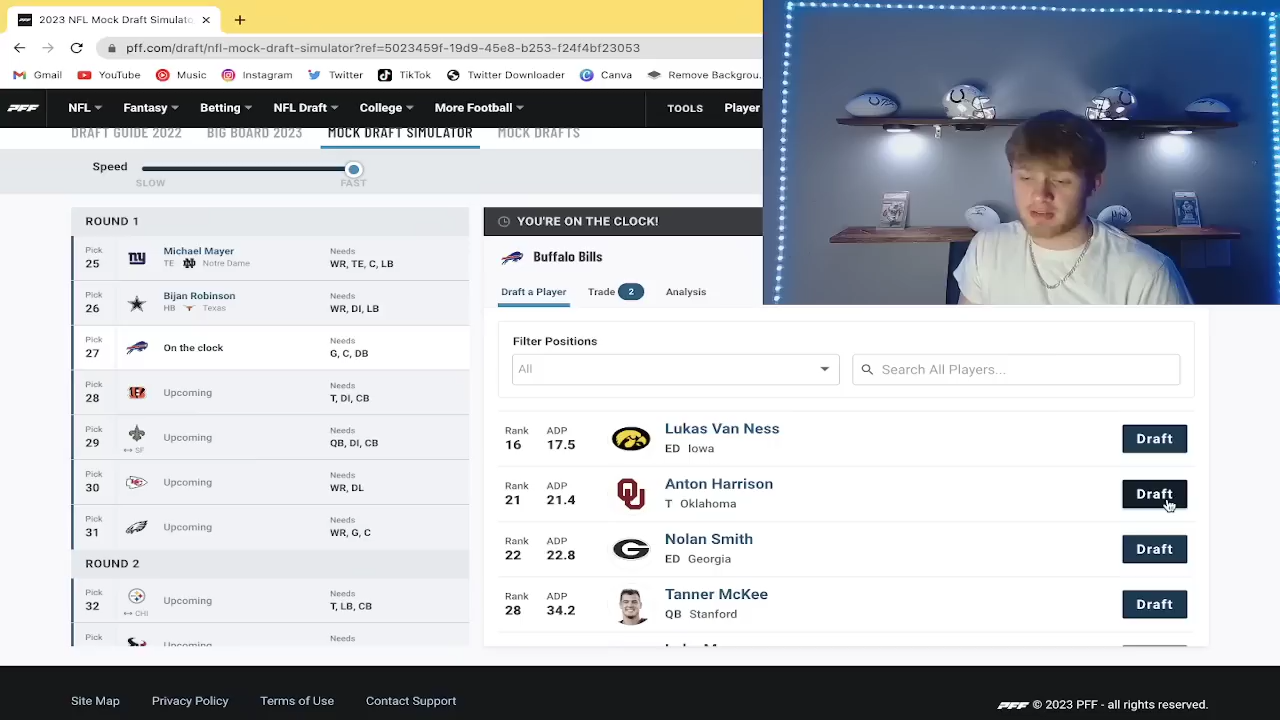 PFF 2023 NFL Mock Draft Simulato
pff.com/draft/nfl-mock-draft-simulator?ref=5023459f-19d9-45e8-b253-f24f4bf23053
Gmail YouTube Music Instagram Twitter TikTok Twitter Downloader Canva Remove Backgrou...
PFF NFL Fantasy Betting NFL Draft College More Football TOOLS Player
DRAFT GUIDE 2022 BIG BOARD 2023 MOCK DRAFT SIMULATOR MOCK DRAFTS
Speed
SLOW FAST
ROUND 1
Pick 25 Michael Mayer Needs
TE Notre Dame WR, TE, C, LB
Pick 26 Bijan Robinson Needs
HB Texas WR, DI, LB
Pick 27 On the clock Needs
G, C, DB
Pick 28 Upcoming Needs
T, DI, CB
Pick 29 Upcoming Needs
SF QB, DI, CB
Pick 30 Upcoming Needs
WR, DL
Pick 31 Upcoming Needs
WR, G, C
ROUND 2
Pick 32 Upcoming Needs
CHI T, LB, CB
Pick Upcoming Needs
YOU'RE ON THE CLOCK!
Buffalo Bills
Draft a Player Trade 2 Analysis
Filter Positions
All Search All Players...
Rank ADP Lukas Van Ness Draft
16 17.5 ED Iowa
Rank ADP Anton Harrison Draft
21 21.4 T Oklahoma
Rank ADP Nolan Smith Draft
22 22.8 ED Georgia
Rank ADP Tanner McKee Draft
28 34.2 QB Stanford
Site Map Privacy Policy Terms of Use Contact Support PFF © 2023 PFF - all rights reserved.